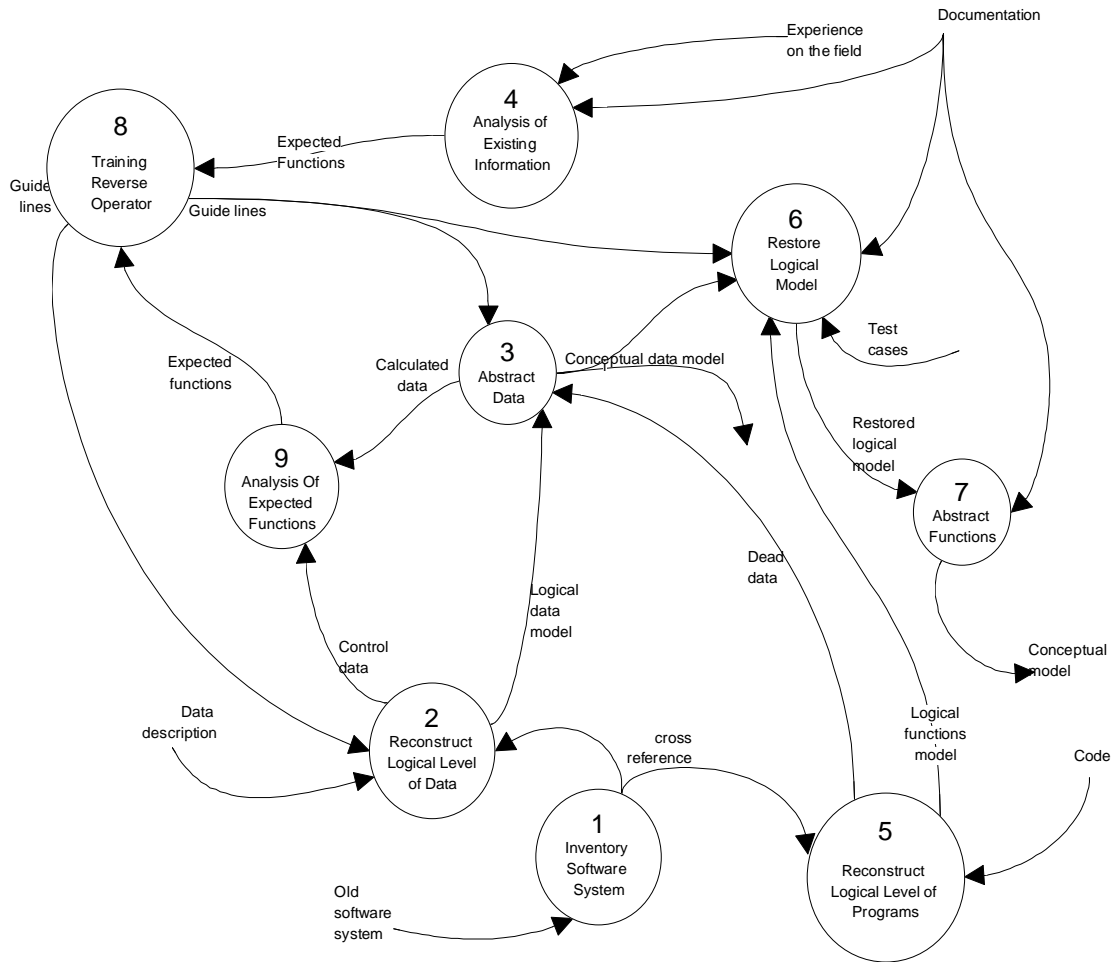 Documentation
Experience
on the field
4
Analysis of
Existing
Information
8
Training
Reverse
Operator
Expected
Functions
Guide
lines
Guide lines
6
Restore
Logical
Model
Test
cases
3
Abstract
Data
Conceptual data model
Calculated
data
Expected
functions
Restored
logical
model
9
Analysis Of
Expected
Functions
7
Abstract
Functions
Dead
data
Logical
data
model
Control
data
Conceptual
model
Data
description
2
Reconstruct
Logical Level
of Data
cross
reference
Logical
functions
model
Code
1
Inventory
Software
System
5
Reconstruct
Logical Level of
Programs
Old
software
system